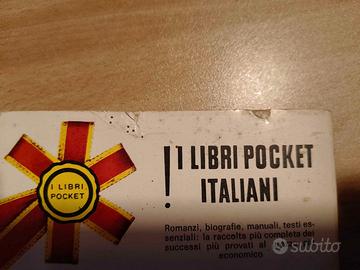 ! I LIBRI POCKET
ITALIANI
I LIBRI
POCKET
Romanzi, biografie, manuali, testi es-
senziali: la raccolta più completa dei
successi più provati al
economico
subito